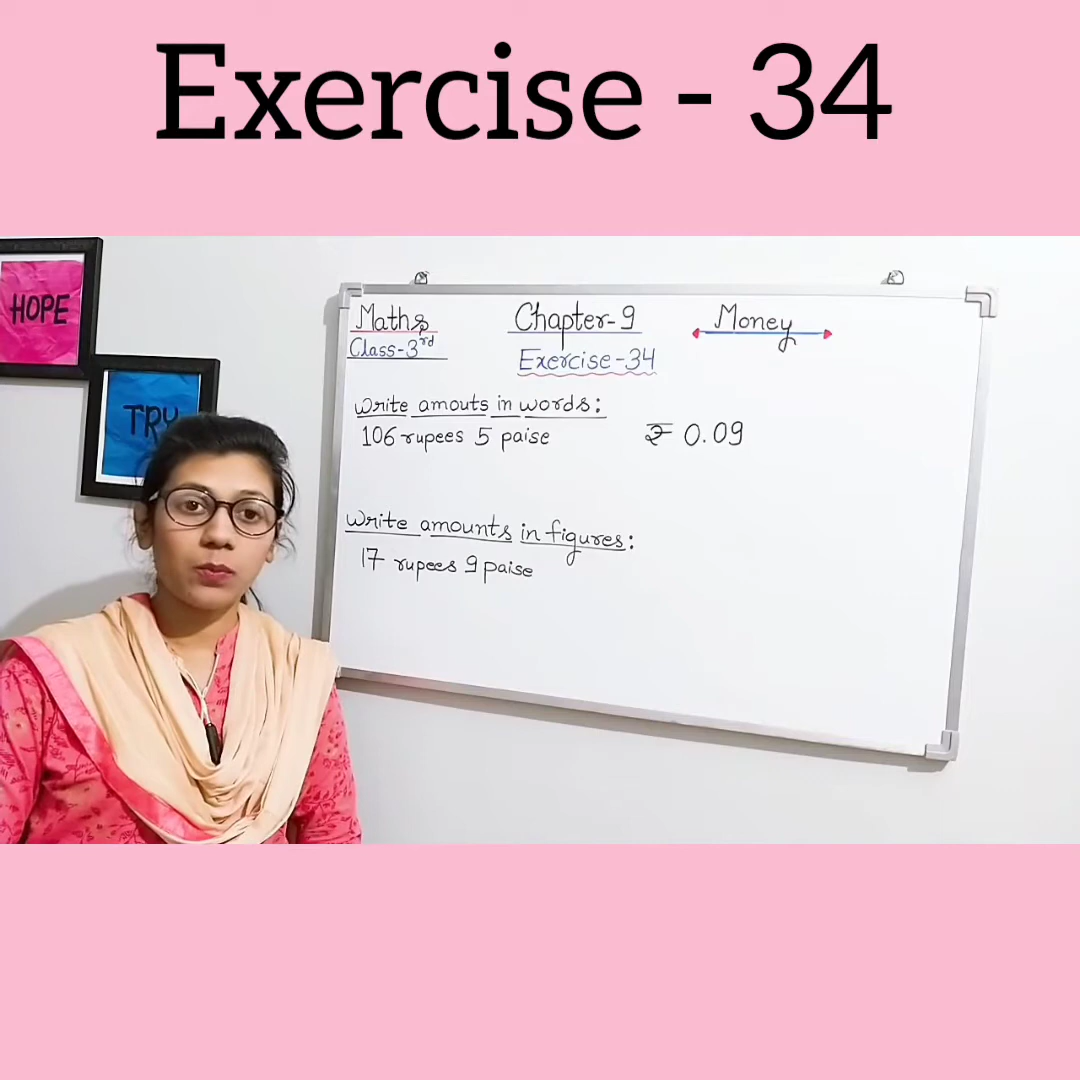 Exercise - 34
HOPE
TRY
Maths Chapter-9 Money
Class-3rd Exercise-34
Write amouts in words:
106 rupees 5 paise ₹ 0.09
Write amounts in figures:
17 rupees 9 paise